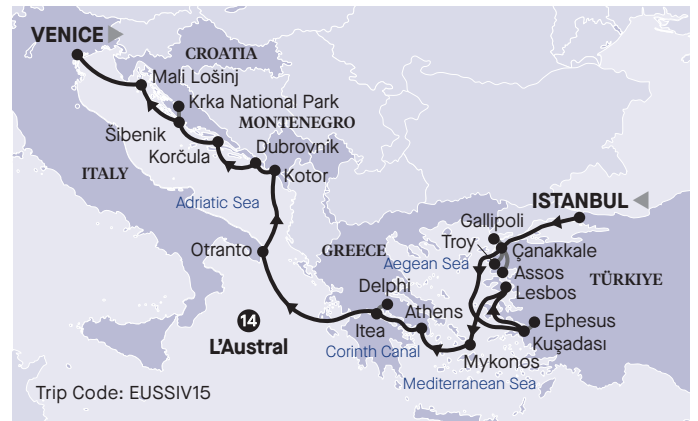 VENICE
CROATIA
Mali Lošinj
Krka National Park
MONTENEGRO
Šibenik
Dubrovnik
Korčula
Kotor
ITALY
ISTANBUL
Adriatic Sea
Gallipoli
Troy
Çanakkale
Otranto
GREECE
Aegean Sea
Assos
TÜRKIYE
Delphi
Lesbos
14
Athens
Ephesus
Itea
L'Austral
Kuşadası
Corinth Canal
Mykonos
Mediterranean Sea
Trip Code: EUSSIV15